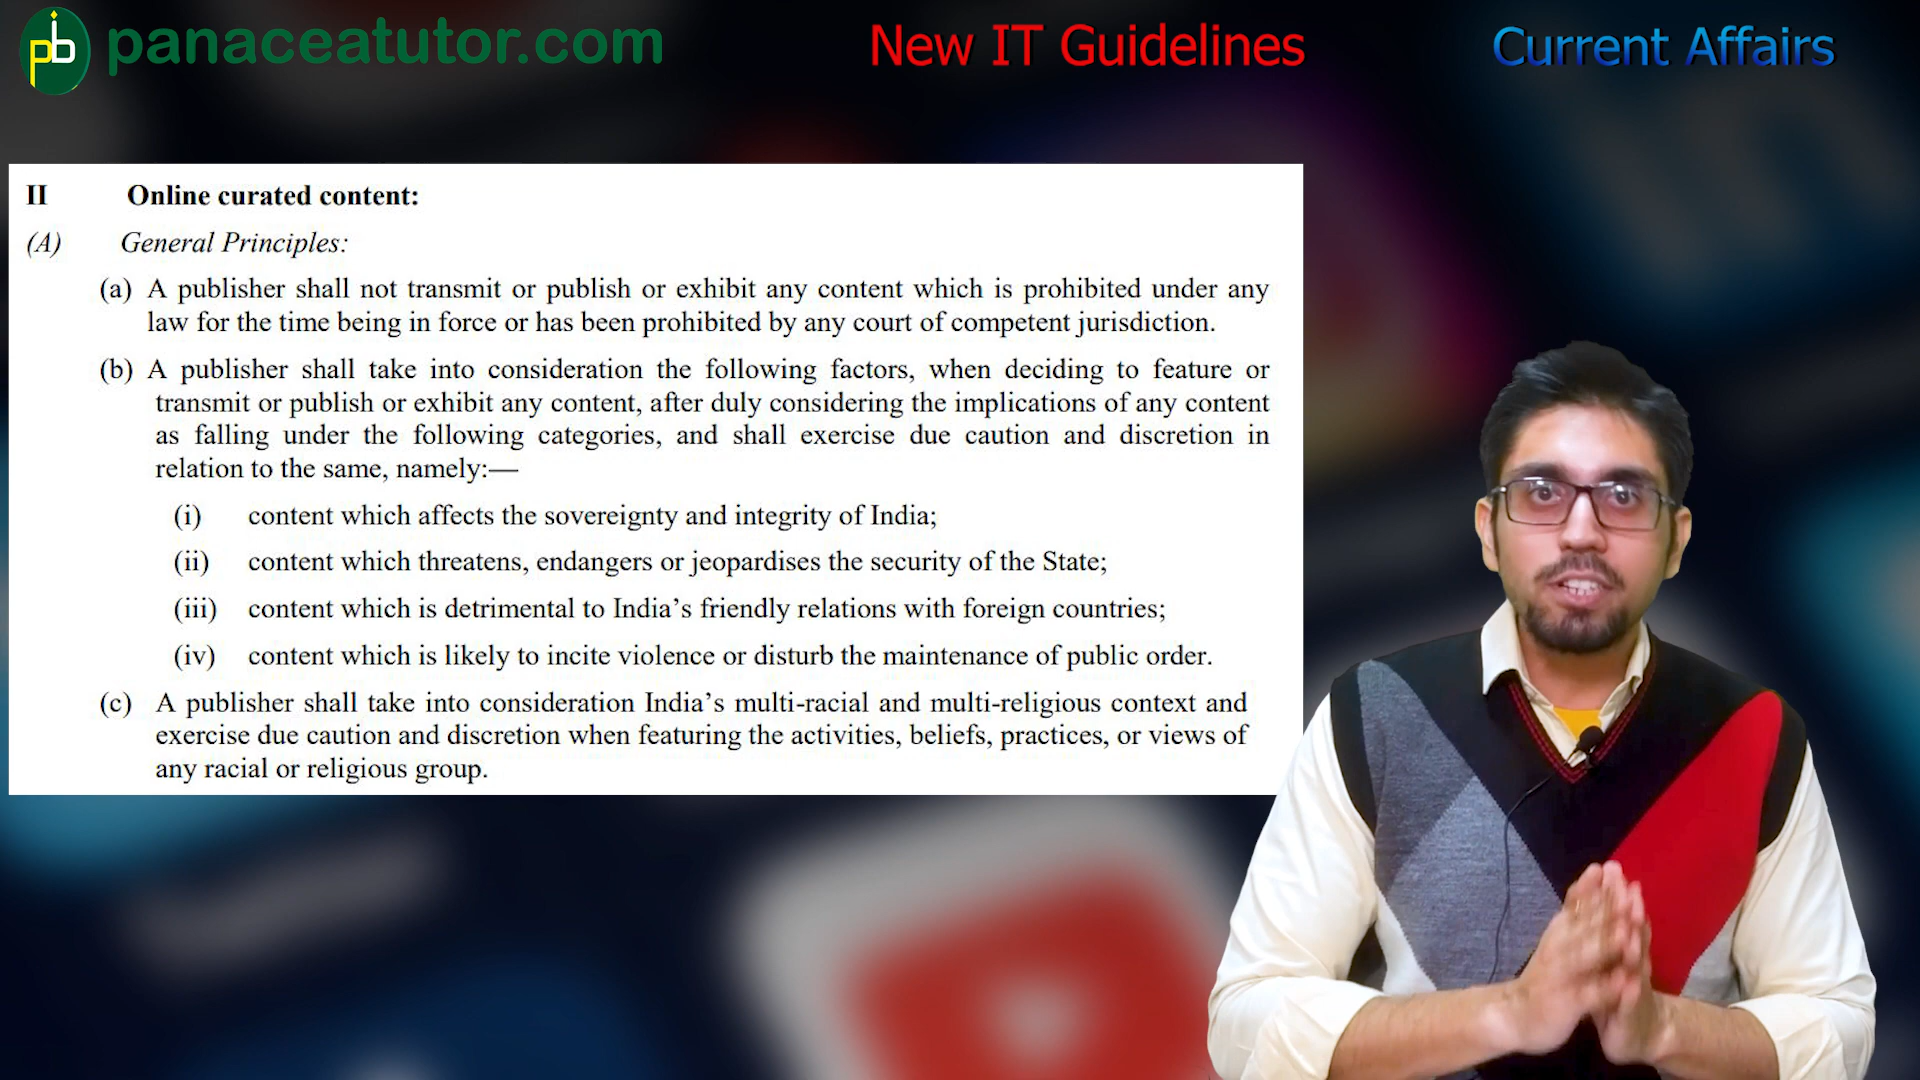 pb panaceatutor.com
New IT Guidelines
Current Affairs
II Online curated content:
(A) General Principles:
(a) A publisher shall not transmit or publish or exhibit any content which is prohibited under any
law for the time being in force or has been prohibited by any court of competent jurisdiction.
(b) A publisher shall take into consideration the following factors, when deciding to feature or
transmit or publish or exhibit any content, after duly considering the implications of any content
as falling under the following categories, and shall exercise due caution and discretion in
relation to the same, namely:—
(i) content which affects the sovereignty and integrity of India;
(ii) content which threatens, endangers or jeopardises the security of the State;
(iii) content which is detrimental to India’s friendly relations with foreign countries;
(iv) content which is likely to incite violence or disturb the maintenance of public order.
(c) A publisher shall take into consideration India’s multi-racial and multi-religious context and
exercise due caution and discretion when featuring the activities, beliefs, practices, or views of
any racial or religious group.